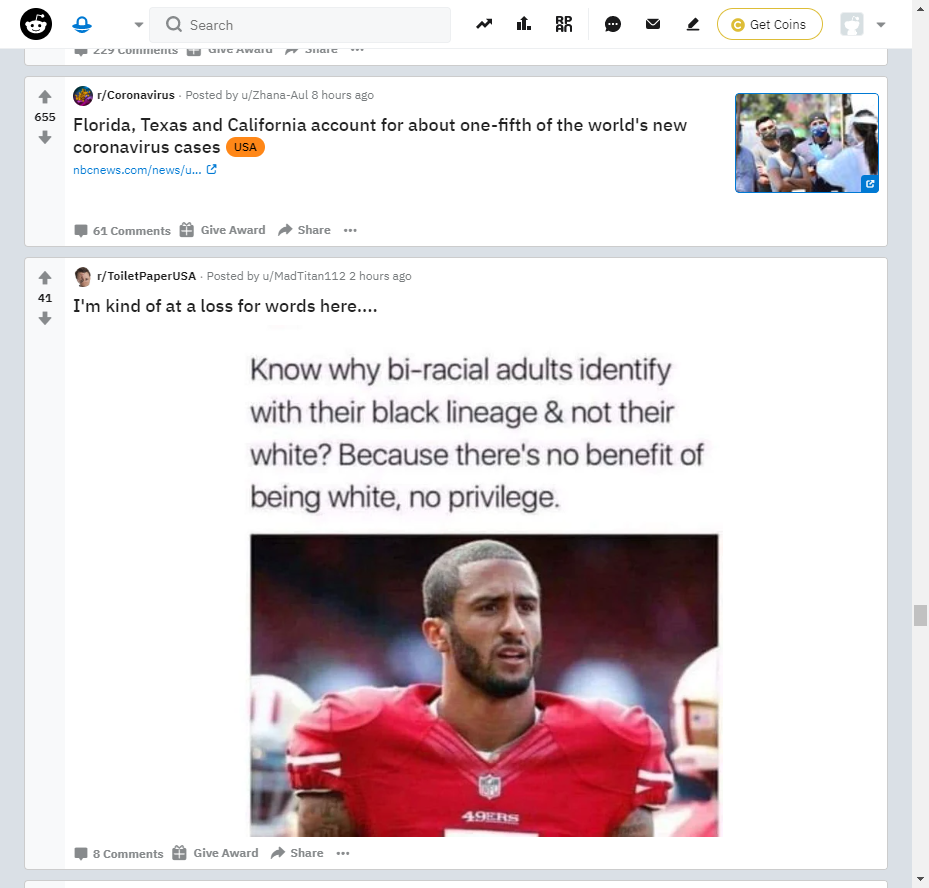 Search
Get Coins
229 Comments Give Award Share
r/Coronavirus · Posted by u/Zhana-Aul 8 hours ago
655
Florida, Texas and California account for about one-fifth of the world's new
coronavirus cases USA
nbcnews.com/news/u...
61 Comments Give Award Share
r/ToiletPaperUSA · Posted by u/MadTitan112 2 hours ago
41
I'm kind of at a loss for words here....
Know why bi-racial adults identify
with their black lineage & not their
white? Because there's no benefit of
being white, no privilege.
NFL
49ERS
8 Comments Give Award Share